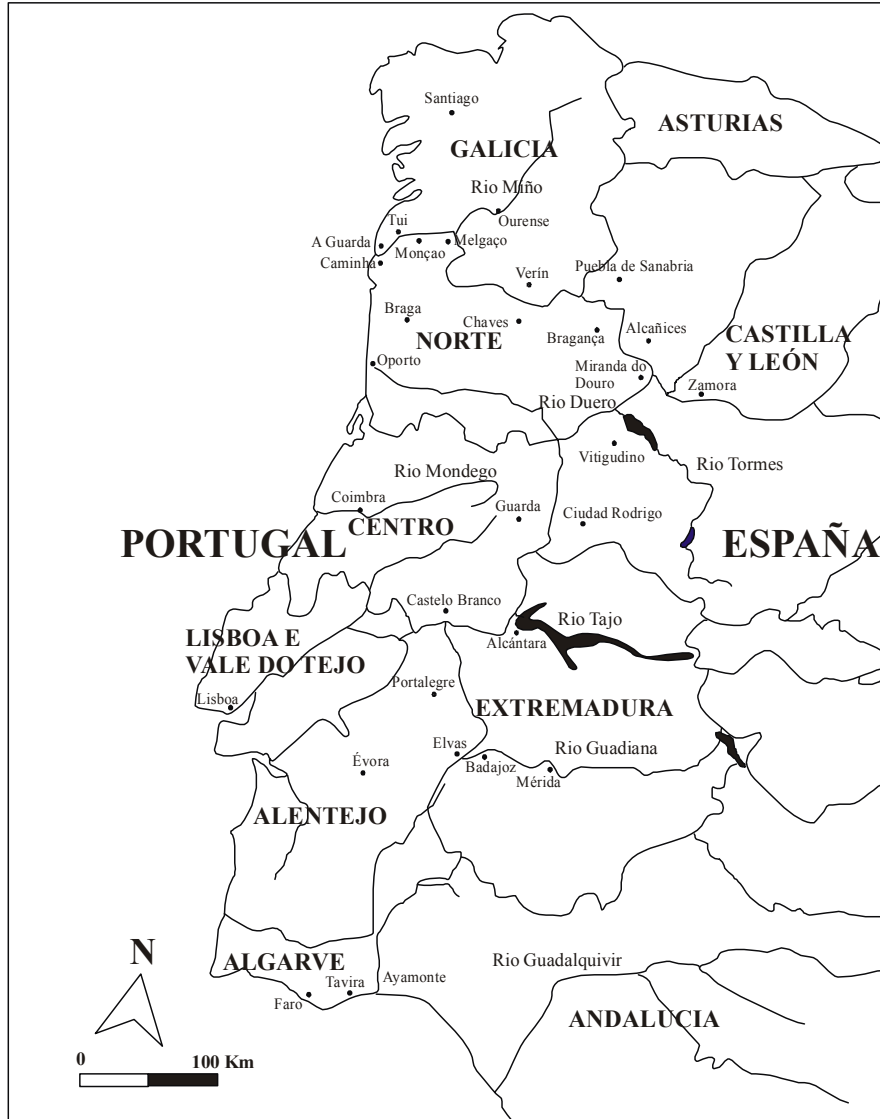 Santiago
ASTURIAS
GALICIA
Rio Miño
Ourense
Tui
A Guarda
Monçao
Melgaço
Caminha
Verín
Puebla de Sanabria
Braga
Chaves
NORTE
Bragança
Alcañices
CASTILLA
Y LEÓN
Oporto
Miranda do
Douro
Zamora
Rio Duero
Vitigudino
Rio Tormes
Rio Mondego
Coimbra
Guarda
Ciudad Rodrigo
CENTRO
PORTUGAL
ESPAÑA
Castelo Branco
Rio Tajo
Alcántara
LISBOA E
VALE DO TEJO
Lisboa
Portalegre
EXTREMADURA
Elvas
Rio Guadiana
Badajoz
Mérida
Évora
ALENTEJO
N
ALGARVE
Rio Guadalquivir
Tavira
Ayamonte
Faro
ANDALUCIA
0
100 Km